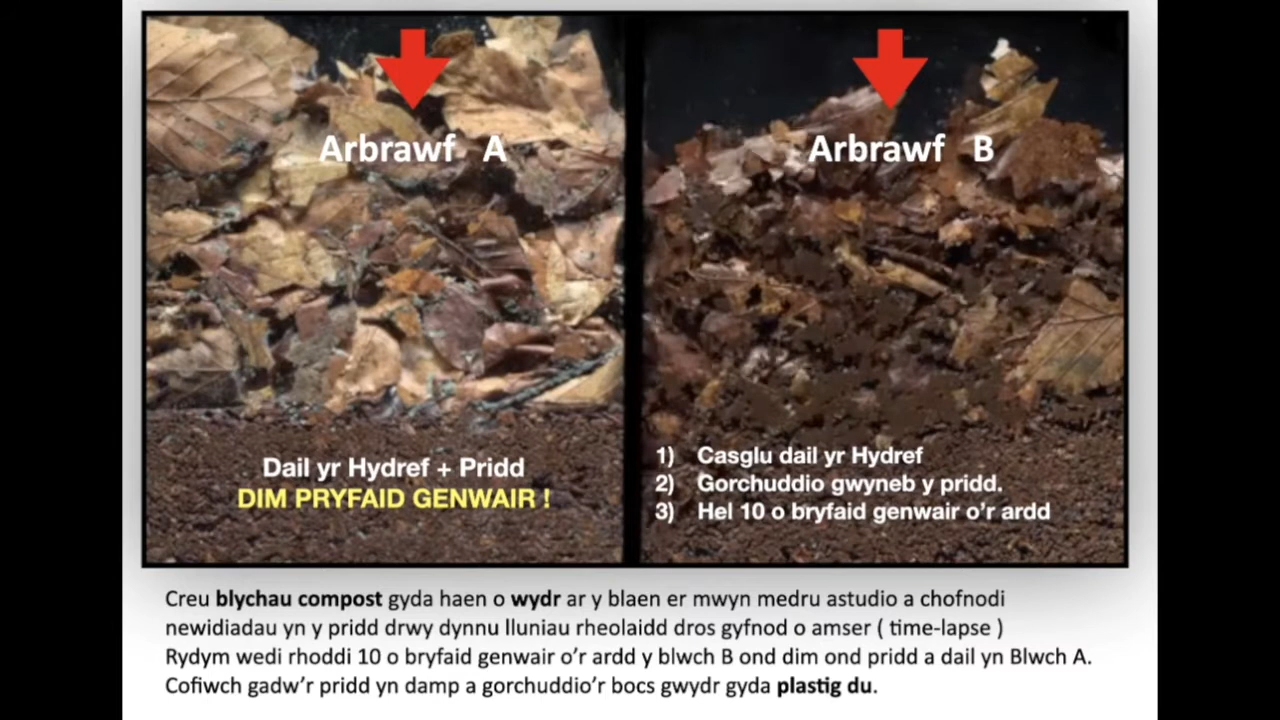 Arbrawf A
Arbrawf B
Dail yr Hydref + Pridd
DIM PRYFAID GENWAIR !
1) Casglu dail yr Hydref
2) Gorchuddio gwyneb y pridd.
3) Hel 10 o bryfaid genwair o'r ardd
Creu blychau compost gyda haen o wydr ar y blaen er mwyn medru astudio a chofnodi
newidiadau yn y pridd drwy dynnu lluniau rheolaidd dros gyfnod o amser ( time-lapse )
Rydym wedi rhoddi 10 o bryfaid genwair o'r ardd y blwch B ond dim ond pridd a dail yn Blwch A.
Cofiwch gadw'r pridd yn damp a gorchuddio'r bocs gwydr gyda plastig du.